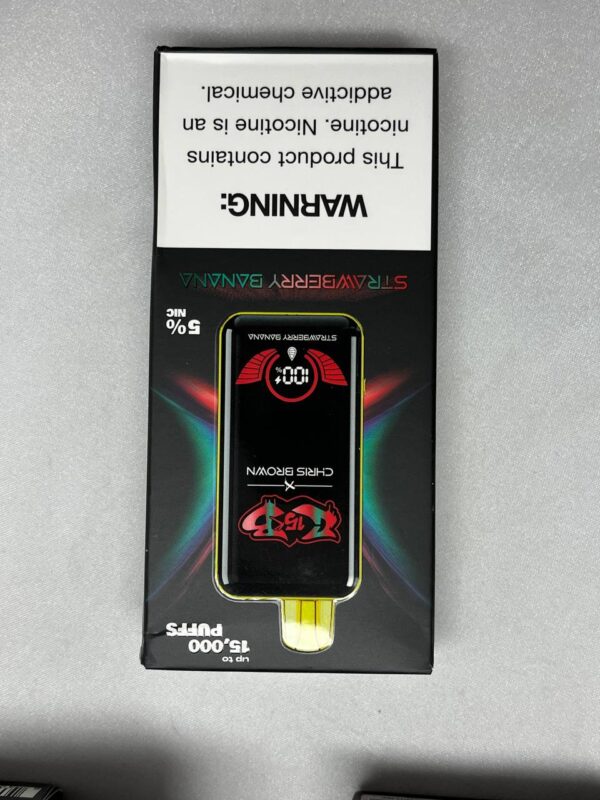 up to
15,000
PUFFS
15
X
CHRIS BROWN
100%
STRAWBERRY BANANA
5%
NIC
STRAWBERRY BANANA
WARNING:
This product contains
nicotine. Nicotine is an
addictive chemical.